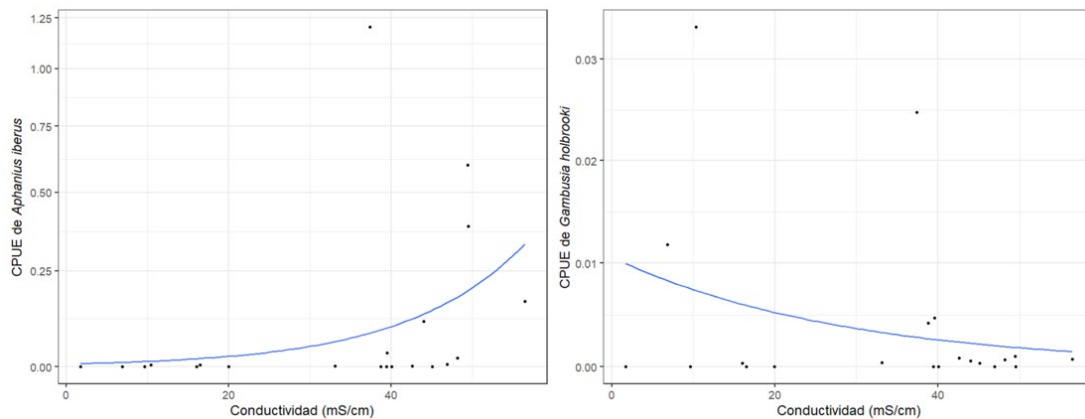 CPUE de Aphanius iberus
1.25
1.00
0.75
0.50
0.25
0.00
0 20 40
Conductividad (mS/cm)
CPUE de Gambusia holbrooki
0.03
0.02
0.01
0.00
0 20 40
Conductividad (mS/cm)